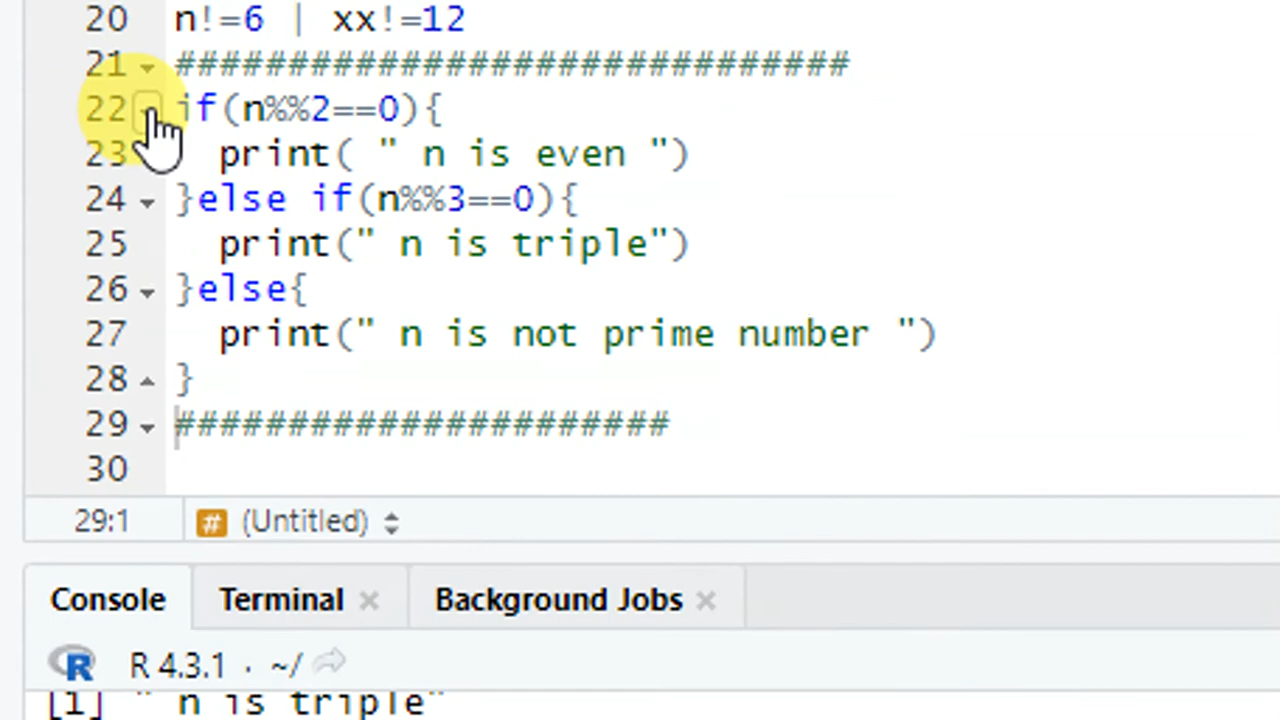 20 n!=6 | xx!=12
21 ##############################
22 if(n%%2==0){
23 print( " n is even ")
24 }else if(n%%3==0){
25 print(" n is triple")
26 }else{
27 print(" n is not prime number ")
28 }
29 ######################
30
29:1 # (Untitled)
Console Terminal Background Jobs
R R 4.3.1 · ~/
[1] " n is triple"